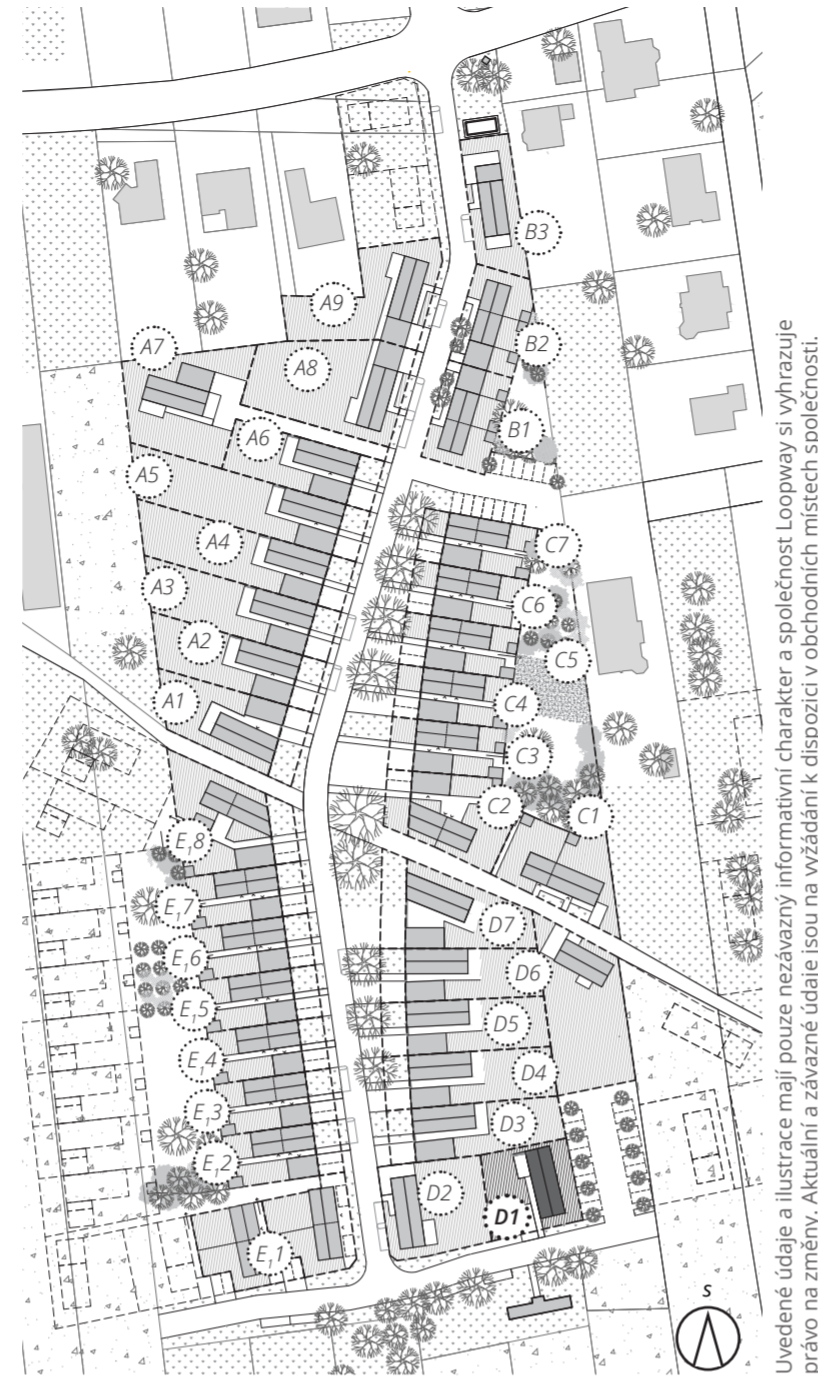 A9
B3
A7
A8
B2
A6
B1
A5
A4
C7
A3
C6
A2
C5
A1
C4
C3
C2
C1
E₁8
E₁7
D7
E₁6
D6
E₁5
D5
E₁4
D4
E₁3
D3
E₁2
D2
D1
E₁1
S
Uvedené údaje a ilustrace mají pouze nezávazný informativní charakter a společnost Loopway si vyhrazuje
právo na změny. Aktuální a závazné údaje jsou na vyžádání k dispozici v obchodních místech společnosti.